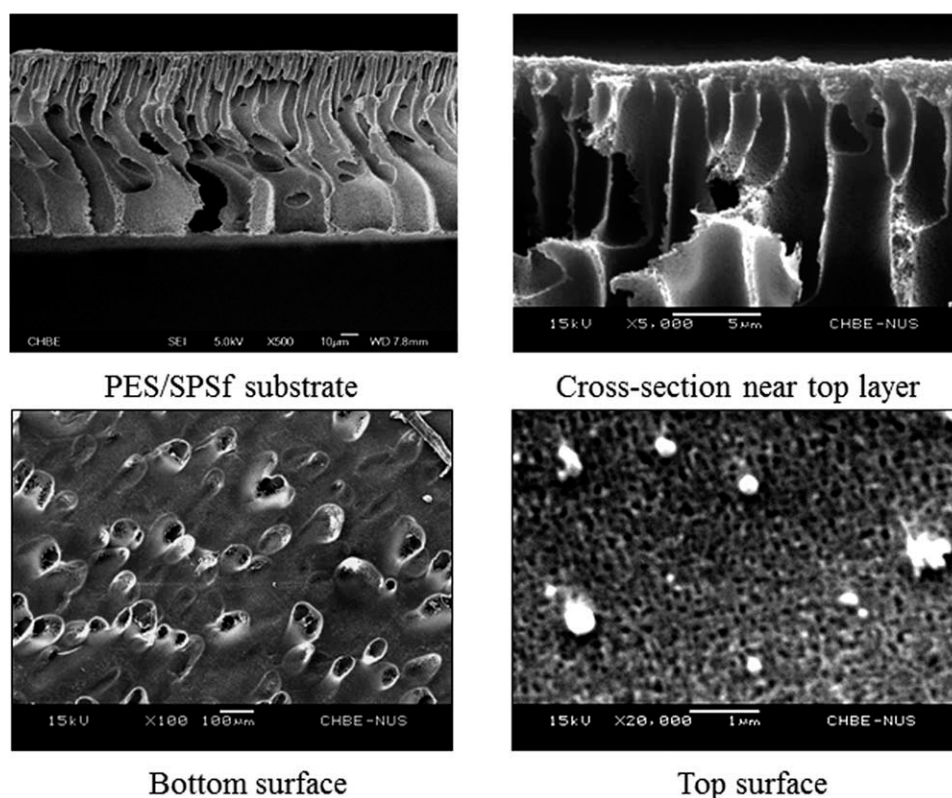 CHBE SEI 5.0kV X500 10µm WD 7.8mm
15kV X5,000 5µm CHBE-NUS
PES/SPSf substrate
Cross-section near top layer
15kV X100 100µm CHBE-NUS
15kV X20,000 1µm CHBE-NUS
Bottom surface
Top surface